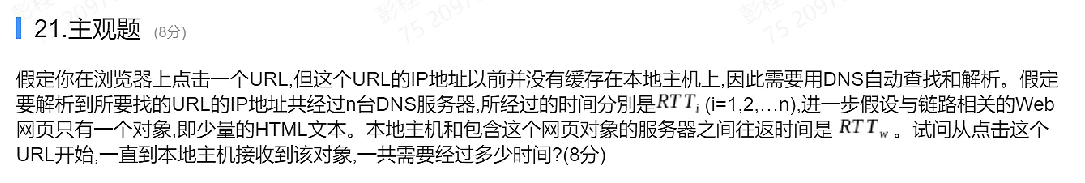 21.主观题 (8分)
假定你在浏览器上点击一个URL,但这个URL的IP地址以前并没有缓存在本地主机上,因此需要用DNS自动查找和解析。假定
要解析到所要找的URL的IP地址共经过n台DNS服务器,所经过的时间分别是RTTi (i=1,2,...n),进一步假设与链路相关的Web
网页只有一个对象,即少量的HTML文本。本地主机和包含这个网页对象的服务器之间往返时间是 RTTw 。试问从点击这个
URL开始,一直到本地主机接收到该对象,一共需要经过多少时间?(8分)